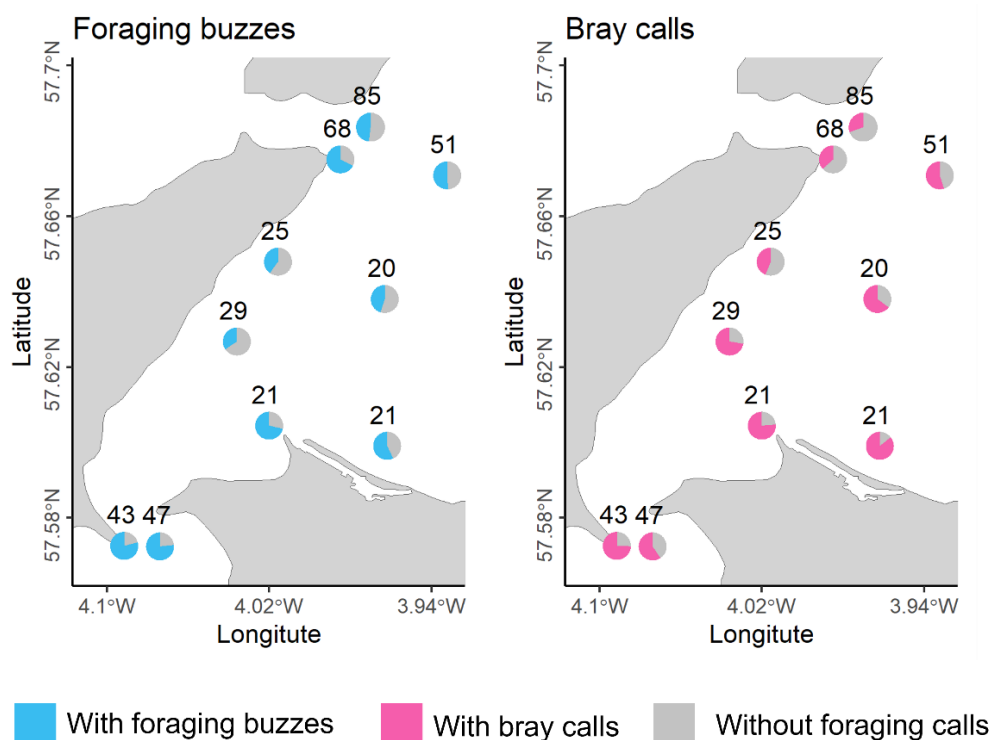 Foraging buzzes
Bray calls
57.7°N
57.66°N
57.62°N
57.58°N
Latitude
85
68
51
25
20
29
21
21
43 47
4.1°W 4.02°W 3.94°W
Longitute
57.7°N
57.66°N
57.62°N
57.58°N
Latitude
85
68
51
25
20
29
21
21
43 47
4.1°W 4.02°W 3.94°W
Longitute
With foraging buzzes
With bray calls
Without foraging calls